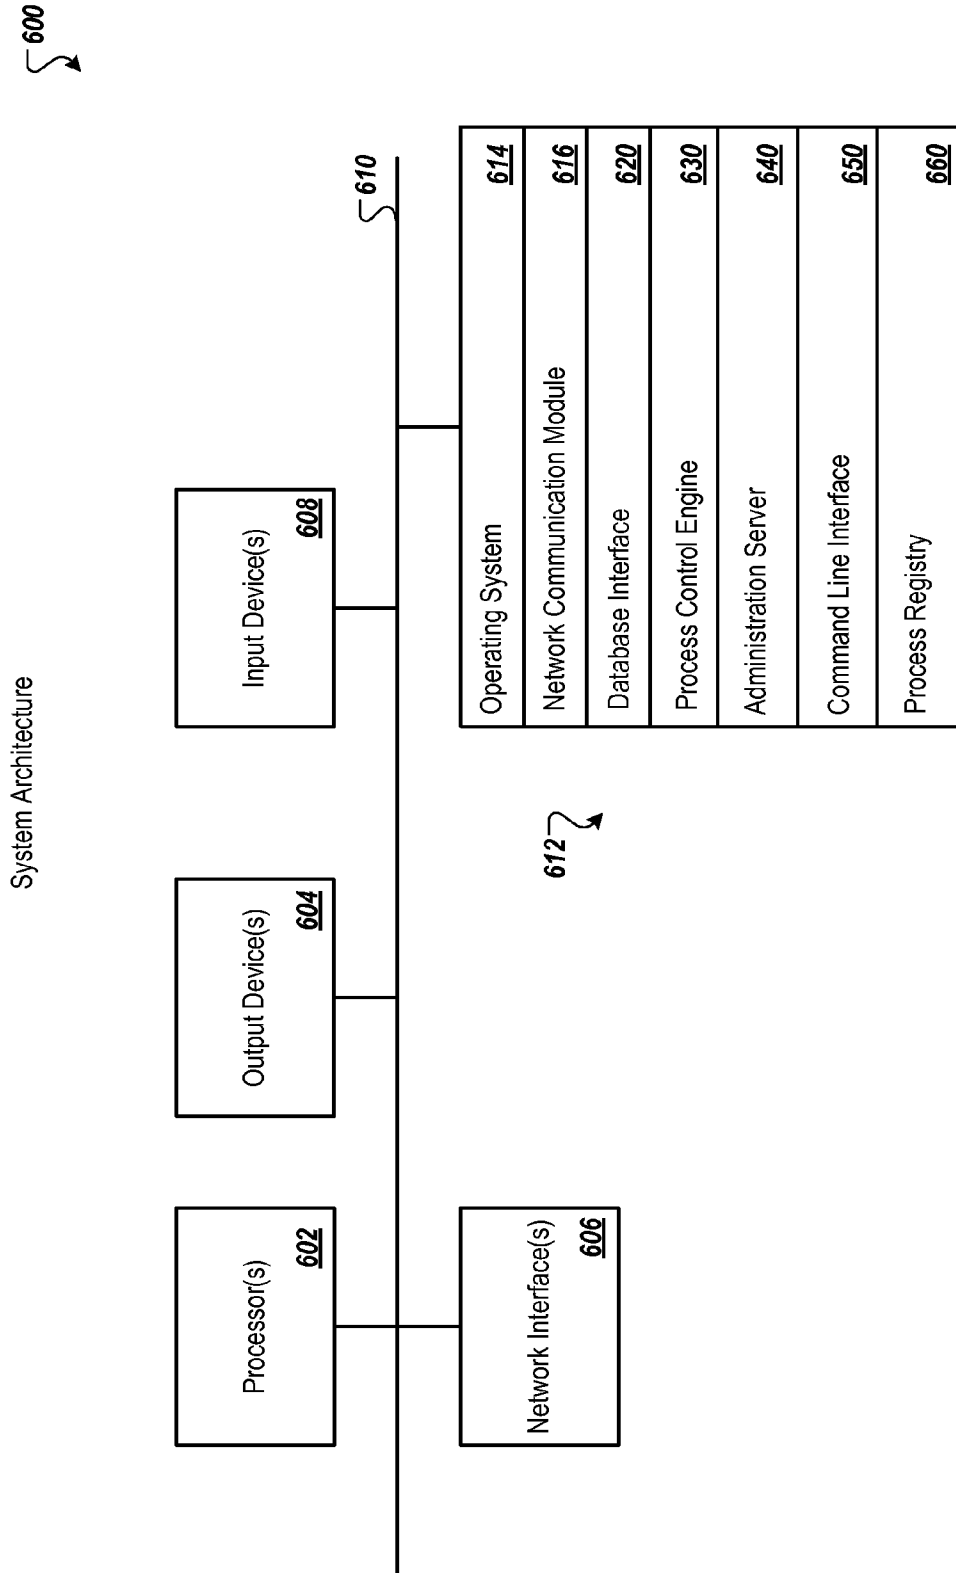 System Architecture
600
Processor(s)
602
Output Device(s)
604
Input Device(s)
608
610
Network Interface(s)
606
612
Operating System
614
Network Communication Module
616
Database Interface
620
Process Control Engine
630
Administration Server
640
Command Line Interface
650
Process Registry
660